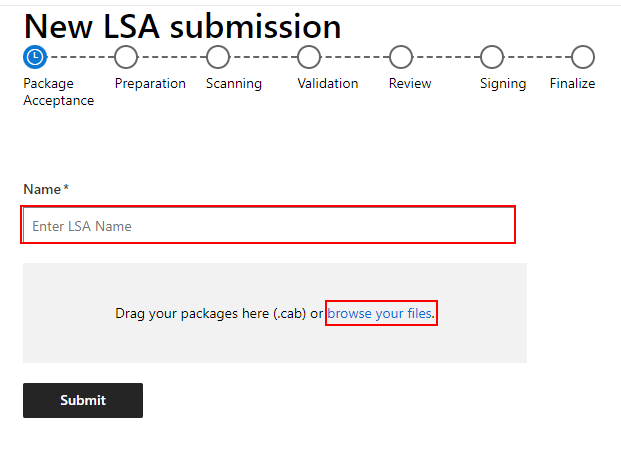 New LSA submission
Package Acceptance
Preparation
Scanning
Validation
Review
Signing
Finalize
Name*
Enter LSA Name
Drag your packages here (.cab) or browse your files.
Submit